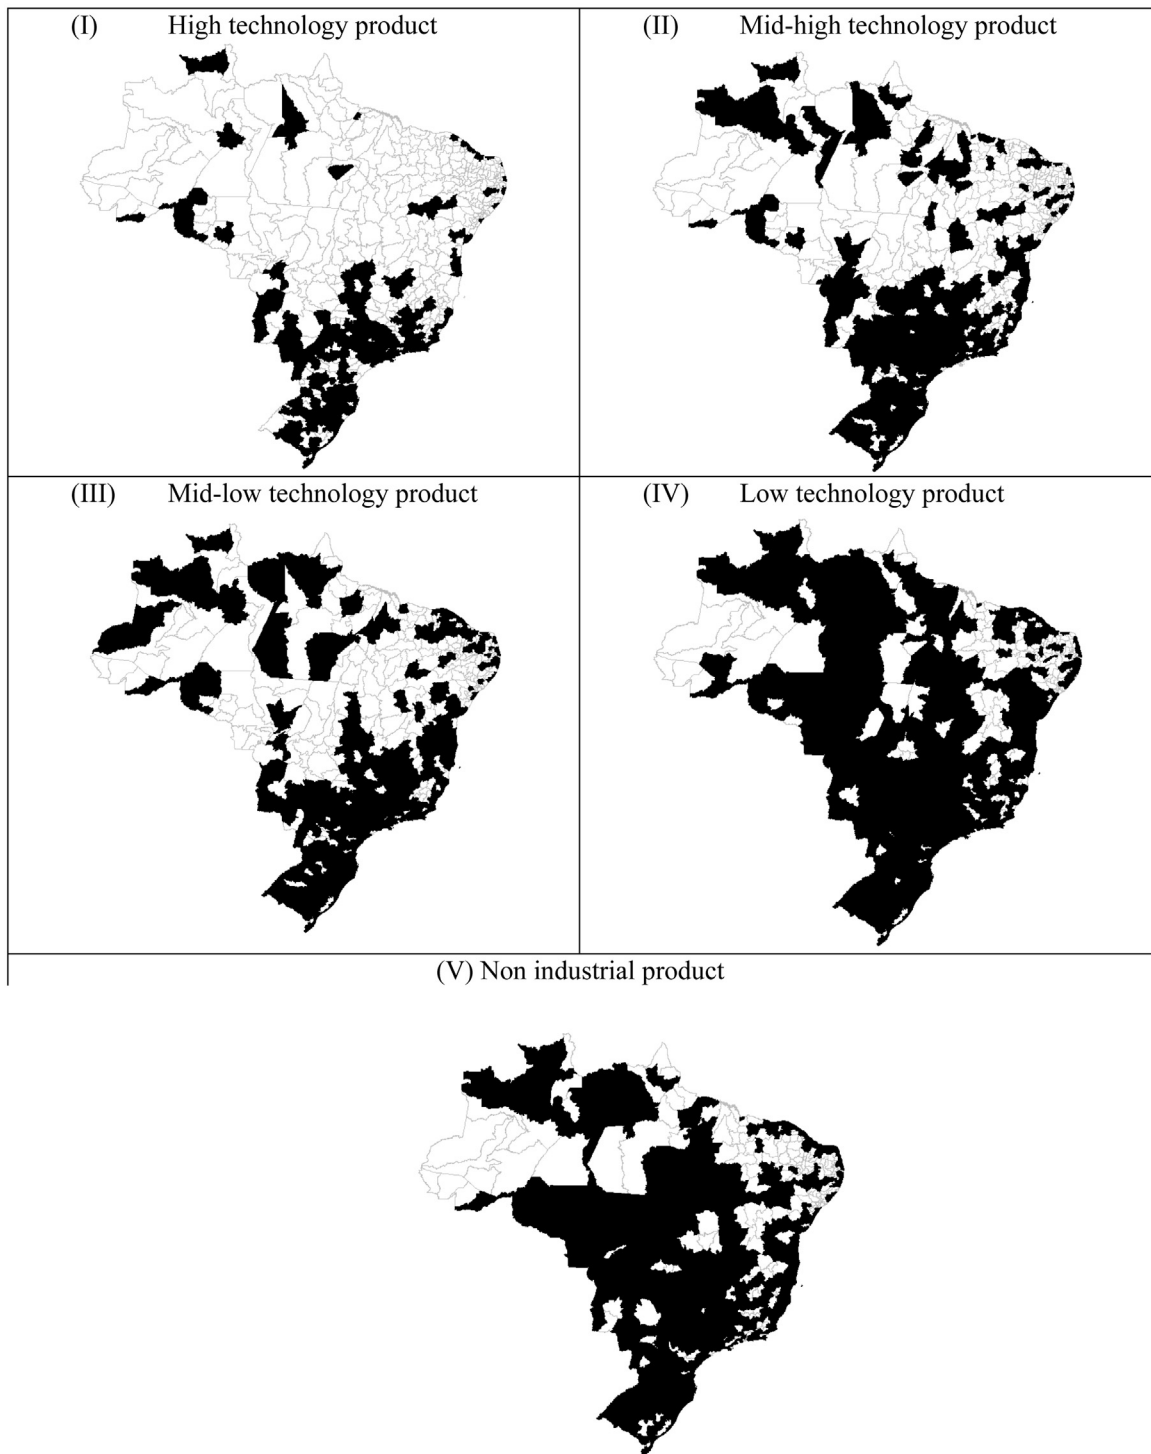 (I) High technology product
(II) Mid-high technology product
(III) Mid-low technology product
(IV) Low technology product
(V) Non industrial product